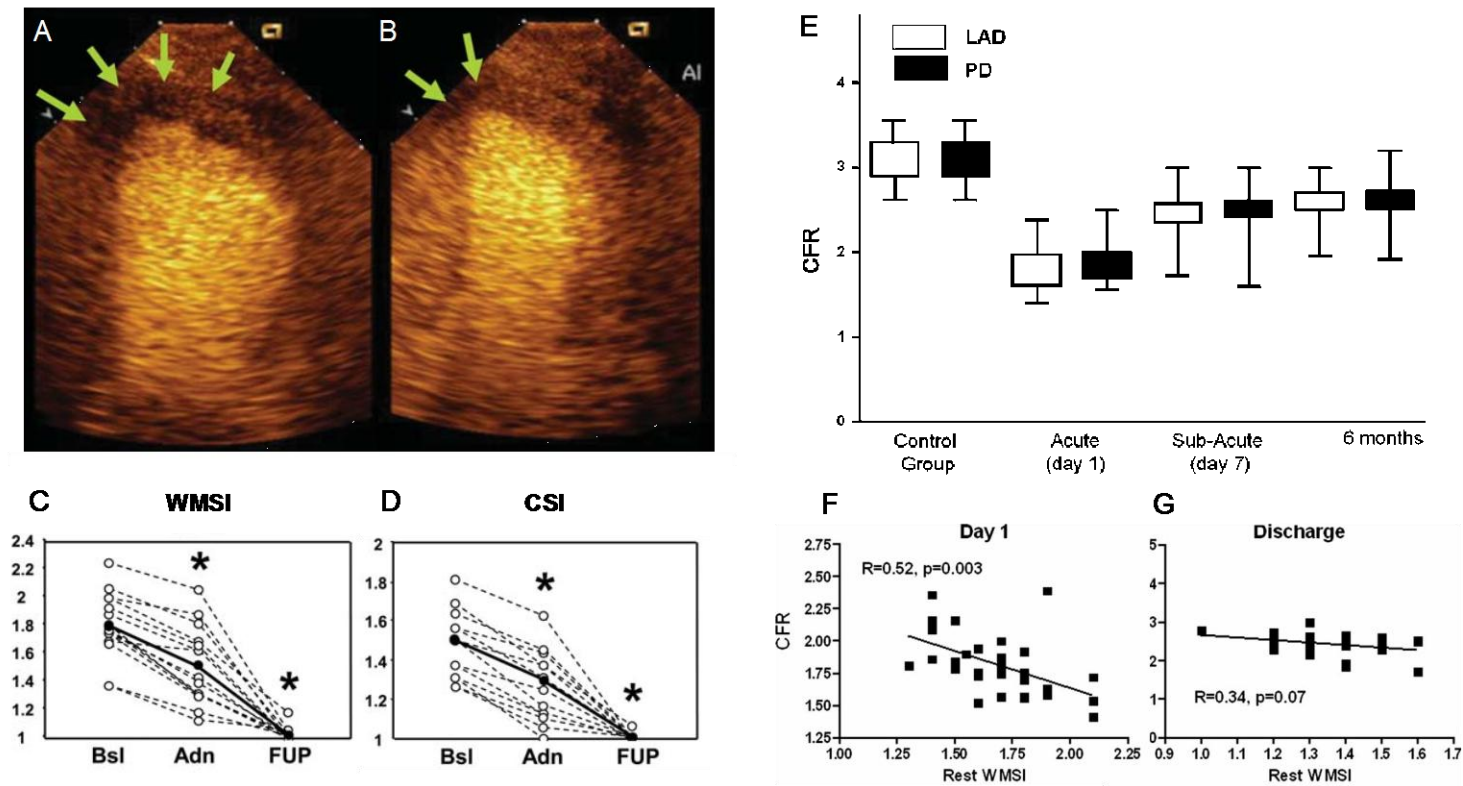 A
B
AI
C
WMSI
2.4
2.2
2
1.8
1.6
1.4
1.2
1
*
*
Bsl
Adn
FUP
D
CSI
2
1.8
1.6
1.4
1.2
1
*
*
Bsl
Adn
FUP
E
LAD
PD
CFR
4
3
2
1
0
Control
Group
Acute
(day 1)
Sub-Acute
(day 7)
6 months
F
Day 1
R=0.52, p=0.003
CFR
2.75
2.50
2.25
2.00
1.75
1.50
1.25
1.00
1.25
1.50
1.75
2.00
2.25
Rest WMSI
G
Discharge
5
4
3
2
1
0
R=0.34, p=0.07
0.9
1.0
1.1
1.2
1.3
1.4
1.5
1.6
1.7
Rest WMSI